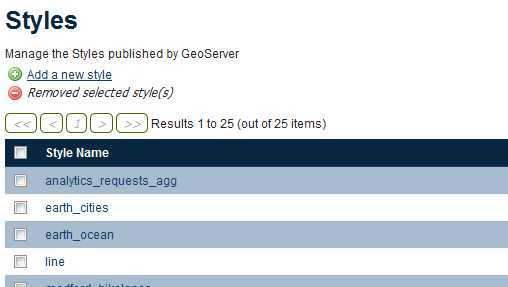 Styles
Manage the Styles published by GeoServer
Add a new style
Removed selected style(s)
<< < 1 > >> Results 1 to 25 (out of 25 items)
Style Name
analytics_requests_agg
earth_cities
earth_ocean
line